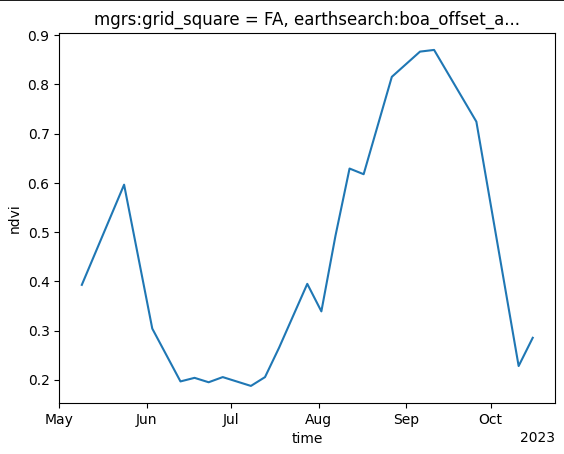 mgrs:grid_square = FA, earthsearch:boa_offset_a...
0.9
0.8
0.7
0.6
0.5
0.4
0.3
0.2
ndvi
May Jun Jul Aug Sep Oct
time
2023